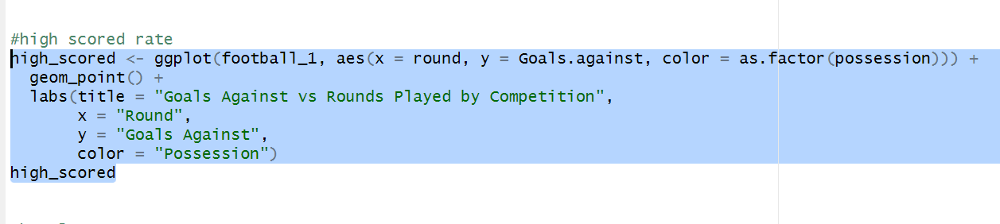 #high scored rate
high_scored <- ggplot(football_1, aes(x = round, y = Goals.against, color = as.factor(possession))) +
  geom_point() +
  labs(title = "Goals Against vs Rounds Played by Competition",
       x = "Round",
       y = "Goals Against",
       color = "Possession")
high_scored